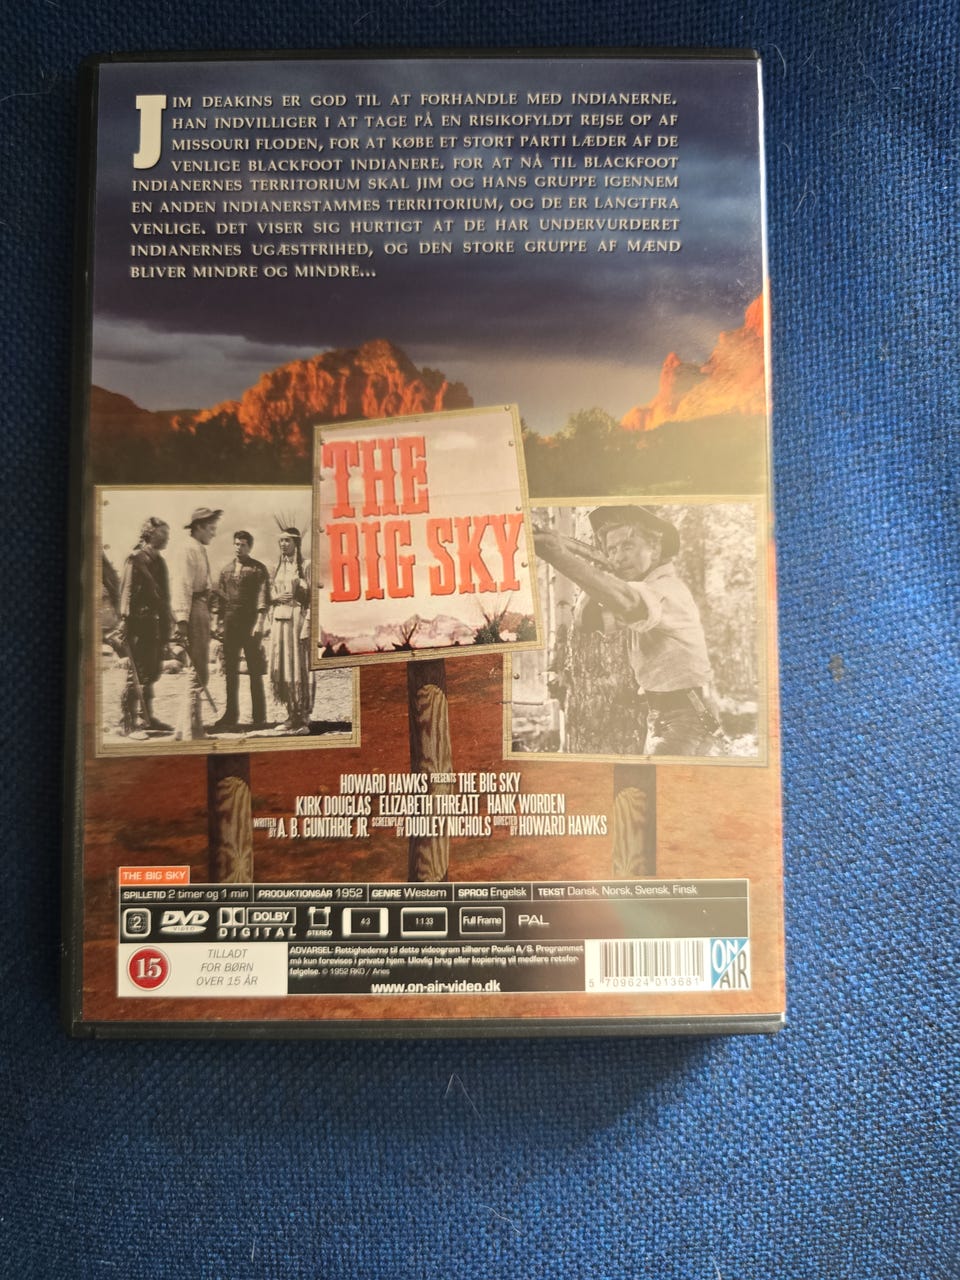 JIM DEAKINS ER GOD TIL AT FORHANDLE MED INDIANERNE.
HAN INDVILLIGER I AT TAGE PÅ EN RISIKOFYLDT REJSE OP AF
MISSOURI FLODEN, FOR AT KØBE ET STORT PARTI LÆDER AF DE
VENLIGE BLACKFOOT INDIANERE. FOR AT NÅ TIL BLACKFOOT
INDIANERNES TERRITORIUM SKAL JIM OG HANS GRUPPE IGENNEM
EN ANDEN INDIANERSTAMMES TERRITORIUM, OG DE ER LANGTFRA
VENLIGE. DET VISER SIG HURTIGT AT DE HAR UNDERVURDERET
INDIANERNES UGÆSTFRIHED, OG DEN STORE GRUPPE AF MÆND
BLIVER MINDRE OG MINDRE...
THE
BIG SKY
HOWARD HAWKS PRESENTS THE BIG SKY
KIRK DOUGLAS ELIZABETH THREATT HANK WORDEN
WRITTEN BY A. B. GUNTHRIE JR. SCREENPLAY BY DUDLEY NICHOLS DIRECTED BY HOWARD HAWKS
THE BIG SKY
SPILLETID 2 timer og 1 min PRODUKTIONSÅR 1952 GENRE Western SPROG Engelsk TEKST Dansk, Norsk, Svensk, Finsk
2 DVD VIDEO DOLBY DIGITAL STEREO 4:3 1:1.33 Full Frame PAL
15
TILLADT
FOR BØRN
OVER 15 ÅR
ADVARSEL: Rettighederne til dette videogram tilhører Poulin A/S. Programmet
må kun forevises i private hjem. Ulovlig brug eller kopiering vil medføre retsfor-
følgelse. © 1952 RKO / Aries
www.on-air-video.dk
5 709624 013681
ON
AIR